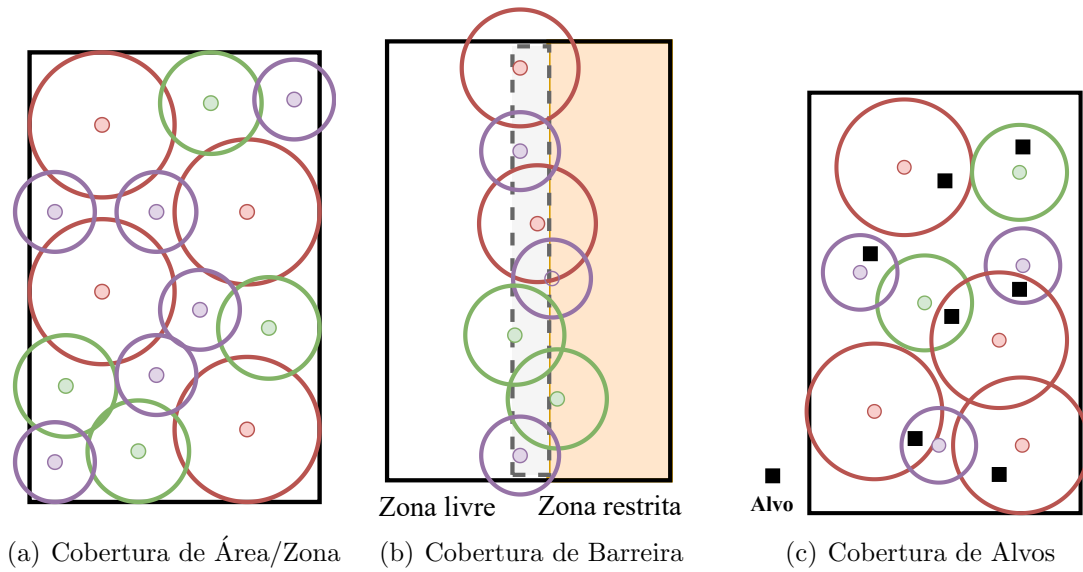 Zona livre
Zona restrita
Alvo
(a) Cobertura de Área/Zona
(b) Cobertura de Barreira
(c) Cobertura de Alvos